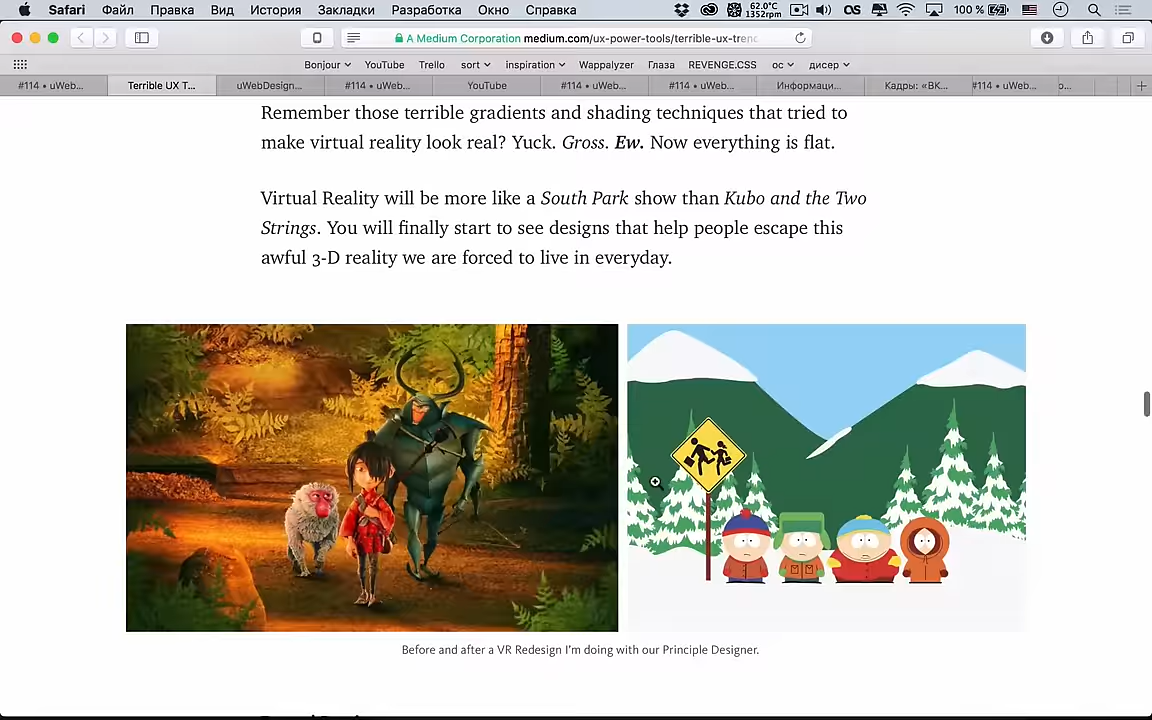 Safari Файл Правка Вид История Закладки Разработка Окно Справка 62.0°C 1352rpm OS 100 %
A Medium Corporation medium.com/ux-power-tools/terrible-ux-trenc
Bonjour YouTube Trello sort inspiration Wappalyzer Глаза REVENGE.CSS ос дисер
#114 • uWeb... Terrible UX T... uWebDesign... #114 • uWeb... YouTube #114 • uWeb... #114 • uWeb... Информаци... Кадры: «ВК... #114 • uWeb...
Remember those terrible gradients and shading techniques that tried to
make virtual reality look real? Yuck. Gross. Ew. Now everything is flat.
Virtual Reality will be more like a South Park show than Kubo and the Two
Strings. You will finally start to see designs that help people escape this
awful 3-D reality we are forced to live in everyday.
Before and after a VR Redesign I'm doing with our Principle Designer.